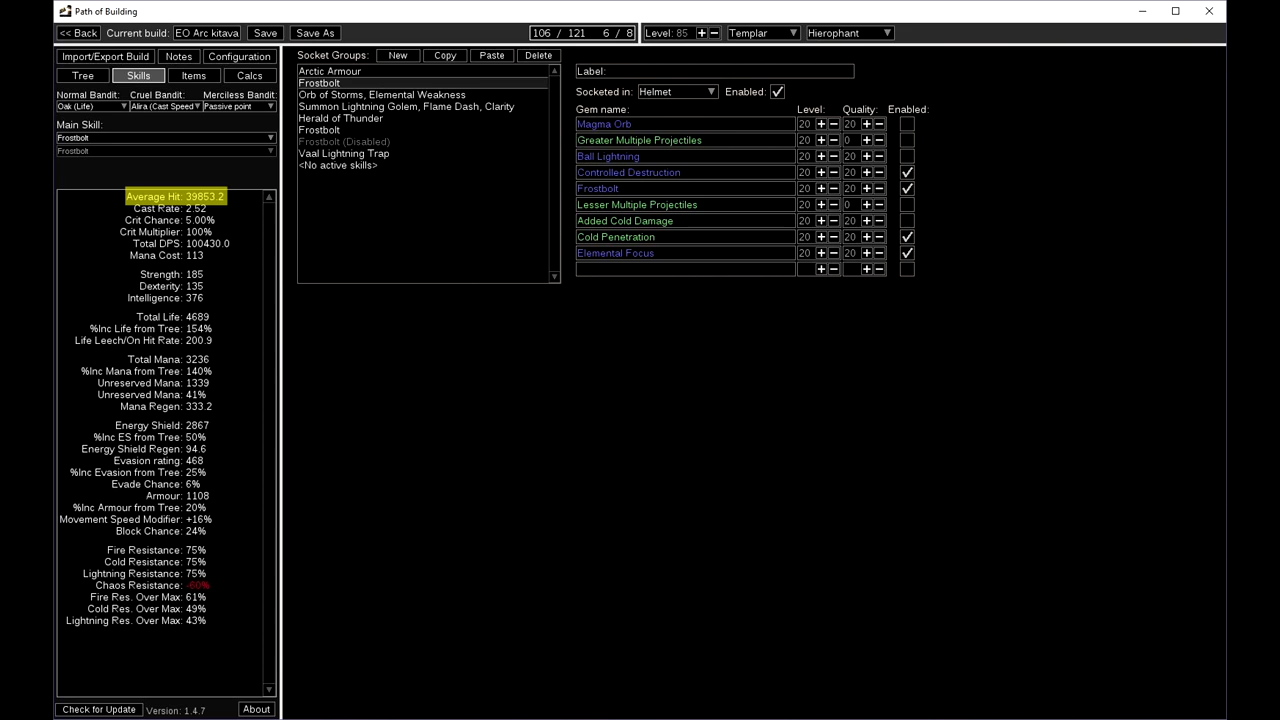 Path of Building
<< Back Current build: EO Arc kitava Save Save As 106 / 121 6 / 8 Level: 85 + − Templar Hierophant
Import/Export Build Notes Configuration
Tree Skills Items Calcs
Normal Bandit: Cruel Bandit: Merciless Bandit:
Oak (Life) Alira (Cast Speed Passive point
Main Skill:
Frostbolt
Frostbolt
Average Hit: 39853.2
Cast Rate: 2.52
Crit Chance: 5.00%
Crit Multiplier: 100%
Total DPS: 100430.0
Mana Cost: 113
Strength: 185
Dexterity: 135
Intelligence: 376
Total Life: 4689
%Inc Life from Tree: 154%
Life Leech/On Hit Rate: 200.9
Total Mana: 3236
%Inc Mana from Tree: 140%
Unreserved Mana: 1339
Unreserved Mana: 41%
Mana Regen: 333.2
Energy Shield: 2867
%Inc ES from Tree: 50%
Energy Shield Regen: 94.6
Evasion rating: 468
%Inc Evasion from Tree: 25%
Evade Chance: 6%
Armour: 1108
%Inc Armour from Tree: 20%
Movement Speed Modifier: +16%
Block Chance: 24%
Fire Resistance: 75%
Cold Resistance: 75%
Lightning Resistance: 75%
Chaos Resistance: -60%
Fire Res. Over Max: 61%
Cold Res. Over Max: 49%
Lightning Res. Over Max: 43%
Check for Update Version: 1.4.7 About
Socket Groups: New Copy Paste Delete
Arctic Armour
Frostbolt
Orb of Storms, Elemental Weakness
Summon Lightning Golem, Flame Dash, Clarity
Herald of Thunder
Frostbolt
Frostbolt (Disabled)
Vaal Lightning Trap
<No active skills>
Label:
Socketed in: Helmet Enabled:
Gem name: Level: Quality: Enabled:
Magma Orb 20 + − 20 + −
Greater Multiple Projectiles 20 + − 0 + −
Ball Lightning 20 + − 20 + −
Controlled Destruction 20 + − 20 + −
Frostbolt 20 + − 20 + −
Lesser Multiple Projectiles 20 + − 0 + −
Added Cold Damage 20 + − 20 + −
Cold Penetration 20 + − 20 + −
Elemental Focus 20 + − 20 + −
+ − + −